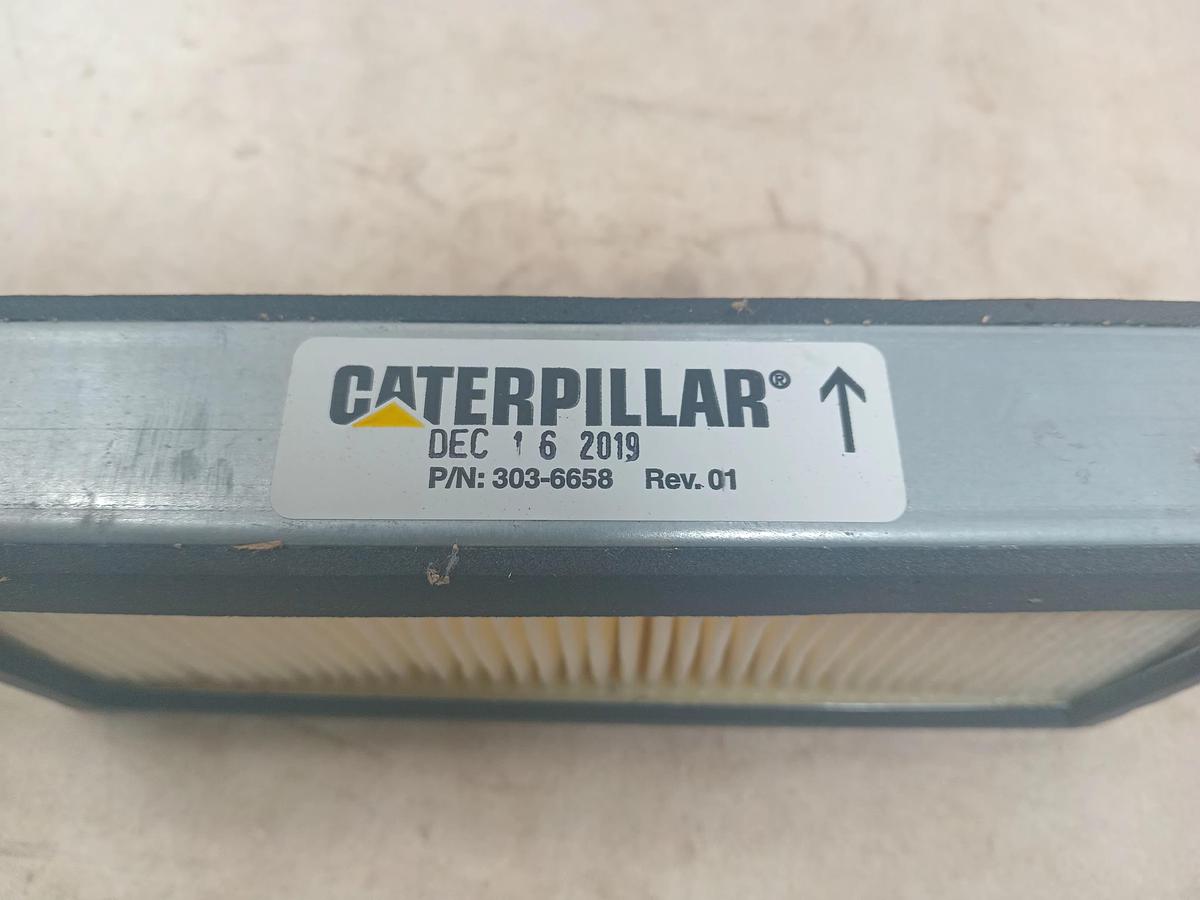 CATERPILLAR®
DEC 16 2019
P/N: 303-6658 Rev. 01